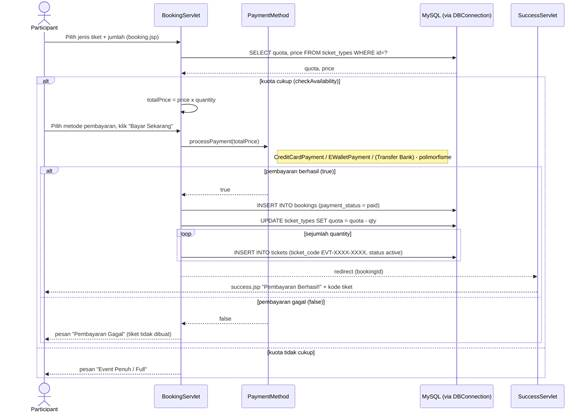 BookingServlet
PaymentMethod
MySQL (via DBConnection)
SuccessServlet
Participant
Pilih jenis tiket + jumlah (booking.jsp)
SELECT quota, price FROM ticket_types WHERE id=?
quota, price
alt
[kuota cukup (checkAvailability)]
totalPrice = price x quantity
Pilih metode pembayaran, klik "Bayar Sekarang"
processPayment(totalPrice)
CreditCardPayment / EWalletPayment / (Transfer Bank) - polimorfisme
alt
[pembayaran berhasil (true)]
true
INSERT INTO bookings (payment_status = paid)
UPDATE ticket_types SET quota = quota - qty
loop
[sejumlah quantity]
INSERT INTO tickets (ticket_code EVT-XXXX-XXXX, status active)
redirect (bookingId)
success.jsp "Pembayaran Berhasil!" + kode tiket
[pembayaran gagal (false)]
false
pesan "Pembayaran Gagal" (tiket tidak dibuat)
[kuota tidak cukup]
pesan "Event Penuh / Full"
Participant
BookingServlet
PaymentMethod
MySQL (via DBConnection)
SuccessServlet